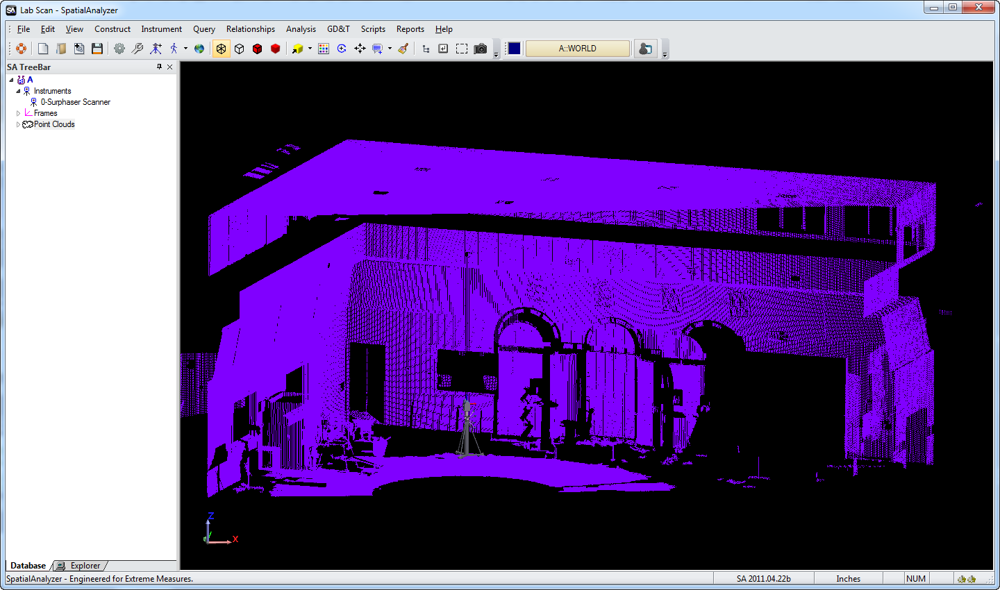 SA Lab Scan - SpatialAnalyzer
File Edit View Construct Instrument Query Relationships Analysis GD&T Scripts Reports Help
A::WORLD
SA TreeBar
A
Instruments
0-Surphaser Scanner
Frames
Point Clouds
Z
X
Database Explorer
SpatialAnalyzer - Engineered for Extreme Measures. SA 2011.04.22b Inches NUM